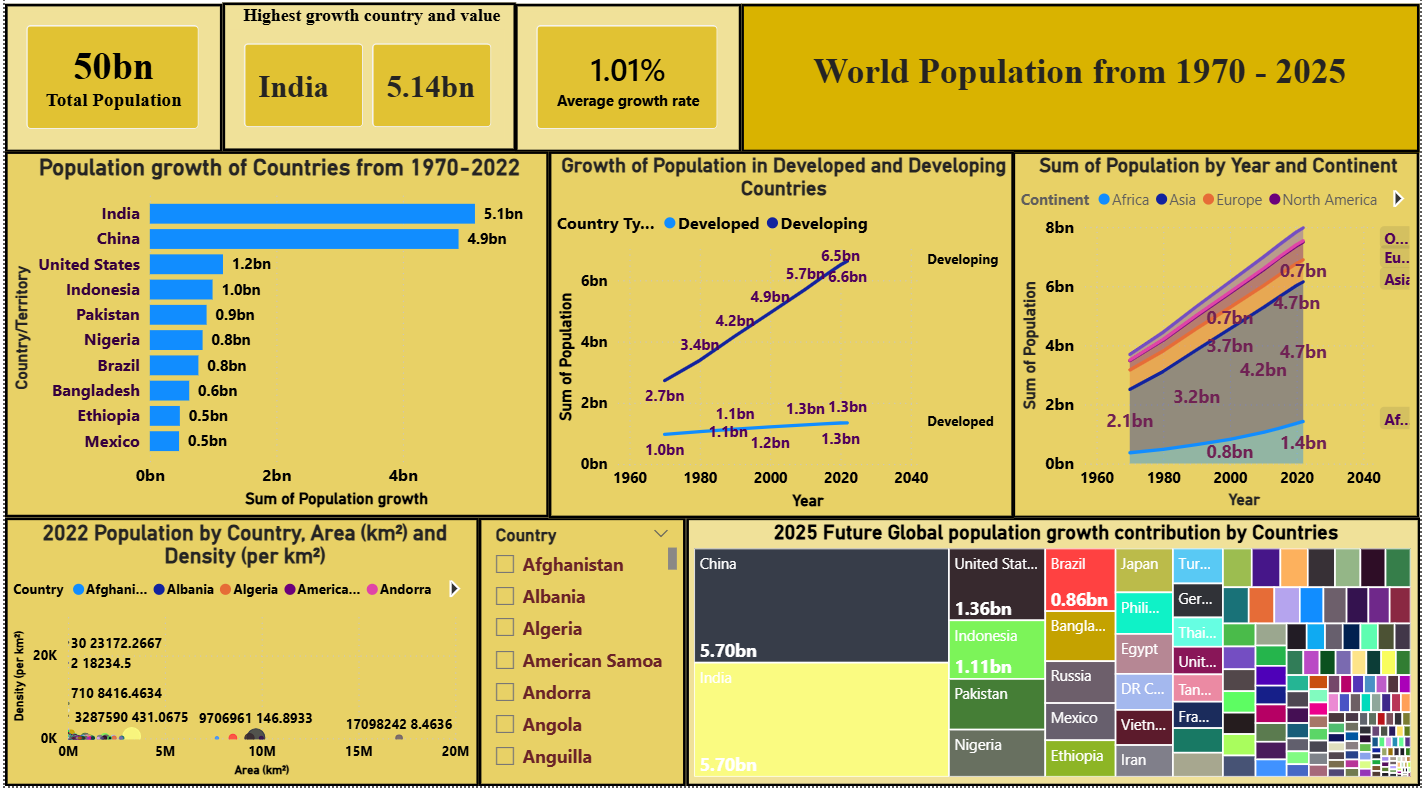 Highest growth country and value
50bn
Total Population
India
5.14bn
1.01%
Average growth rate
World Population from 1970 - 2025
Population growth of Countries from 1970-2022
Country/Territory
India 5.1bn
China 4.9bn
United States 1.2bn
Indonesia 1.0bn
Pakistan 0.9bn
Nigeria 0.8bn
Brazil 0.8bn
Bangladesh 0.6bn
Ethiopia 0.5bn
Mexico 0.5bn
0bn 2bn 4bn
Sum of Population growth
Growth of Population in Developed and Developing
Countries
Country Ty... Developed Developing
Sum of Population
6bn
4bn
2bn
0bn
2.7bn
3.4bn
4.2bn
4.9bn
5.7bn
6.5bn
6.6bn
Developing
1.0bn
1.1bn
1.1bn
1.2bn
1.3bn
1.3bn
1.3bn
Developed
1960 1980 2000 2020 2040
Year
Sum of Population by Year and Continent
Continent Africa Asia Europe North America
Sum of Population
8bn
6bn
4bn
2bn
0bn
0.7bn
4.7bn
0.7bn
3.7bn
4.7bn
4.2bn
3.2bn
2.1bn
1.4bn
0.8bn
O...
Eu..
Asia
Af..
1960 1980 2000 2020 2040
Year
2022 Population by Country, Area (km²) and
Density (per km²)
Country Afghani... Albania Algeria America... Andorra
Density (per km²)
20K
0K
30 23172.2667
2 18234.5
710 8416.4634
3287590 431.0675
9706961 146.8933
17098242 8.4636
0M 5M 10M 15M 20M
Area (km²)
Country
Afghanistan
Albania
Algeria
American Samoa
Andorra
Angola
Anguilla
2025 Future Global population growth contribution by Countries
China
5.70bn
India
5.70bn
United Stat...
1.36bn
Indonesia
1.11bn
Pakistan
Nigeria
Brazil
0.86bn
Bangla...
Russia
Mexico
Ethiopia
Japan
Phili...
Egypt
DR C...
Vietn...
Iran
Tur...
Ger...
Thai...
Unit...
Tan...
Fra...